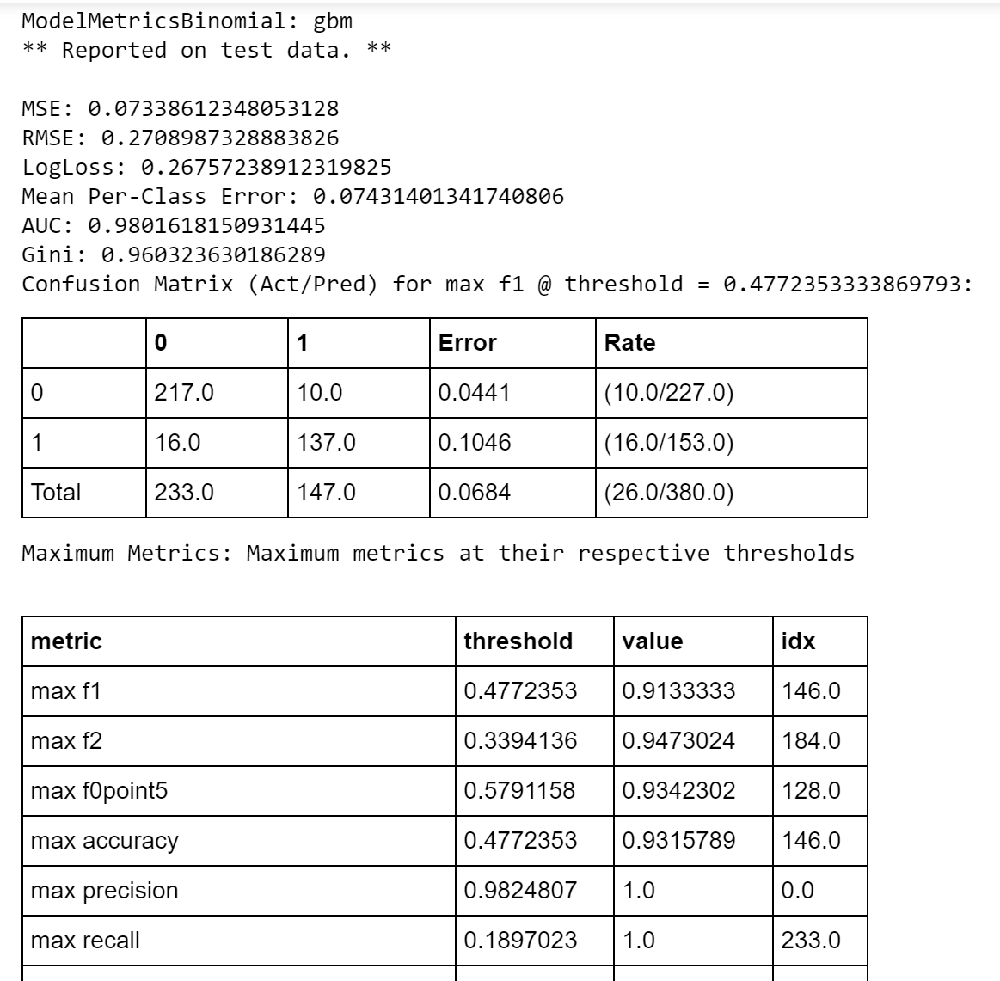 ModelMetricsBinomial: gbm
** Reported on test data. **
MSE: 0.07338612348053128
RMSE: 0.2708987328883826
LogLoss: 0.26757238912319825
Mean Per-Class Error: 0.07431401341740806
AUC: 0.9801618150931445
Gini: 0.960323630186289
Confusion Matrix (Act/Pred) for max f1 @ threshold = 0.4772353333869793:
0 1 Error Rate
0 217.0 10.0 0.0441 (10.0/227.0)
1 16.0 137.0 0.1046 (16.0/153.0)
Total 233.0 147.0 0.0684 (26.0/380.0)
Maximum Metrics: Maximum metrics at their respective thresholds
metric threshold value idx
max f1 0.4772353 0.9133333 146.0
max f2 0.3394136 0.9473024 184.0
max f0point5 0.5791158 0.9342302 128.0
max accuracy 0.4772353 0.9315789 146.0
max precision 0.9824807 1.0 0.0
max recall 0.1897023 1.0 233.0